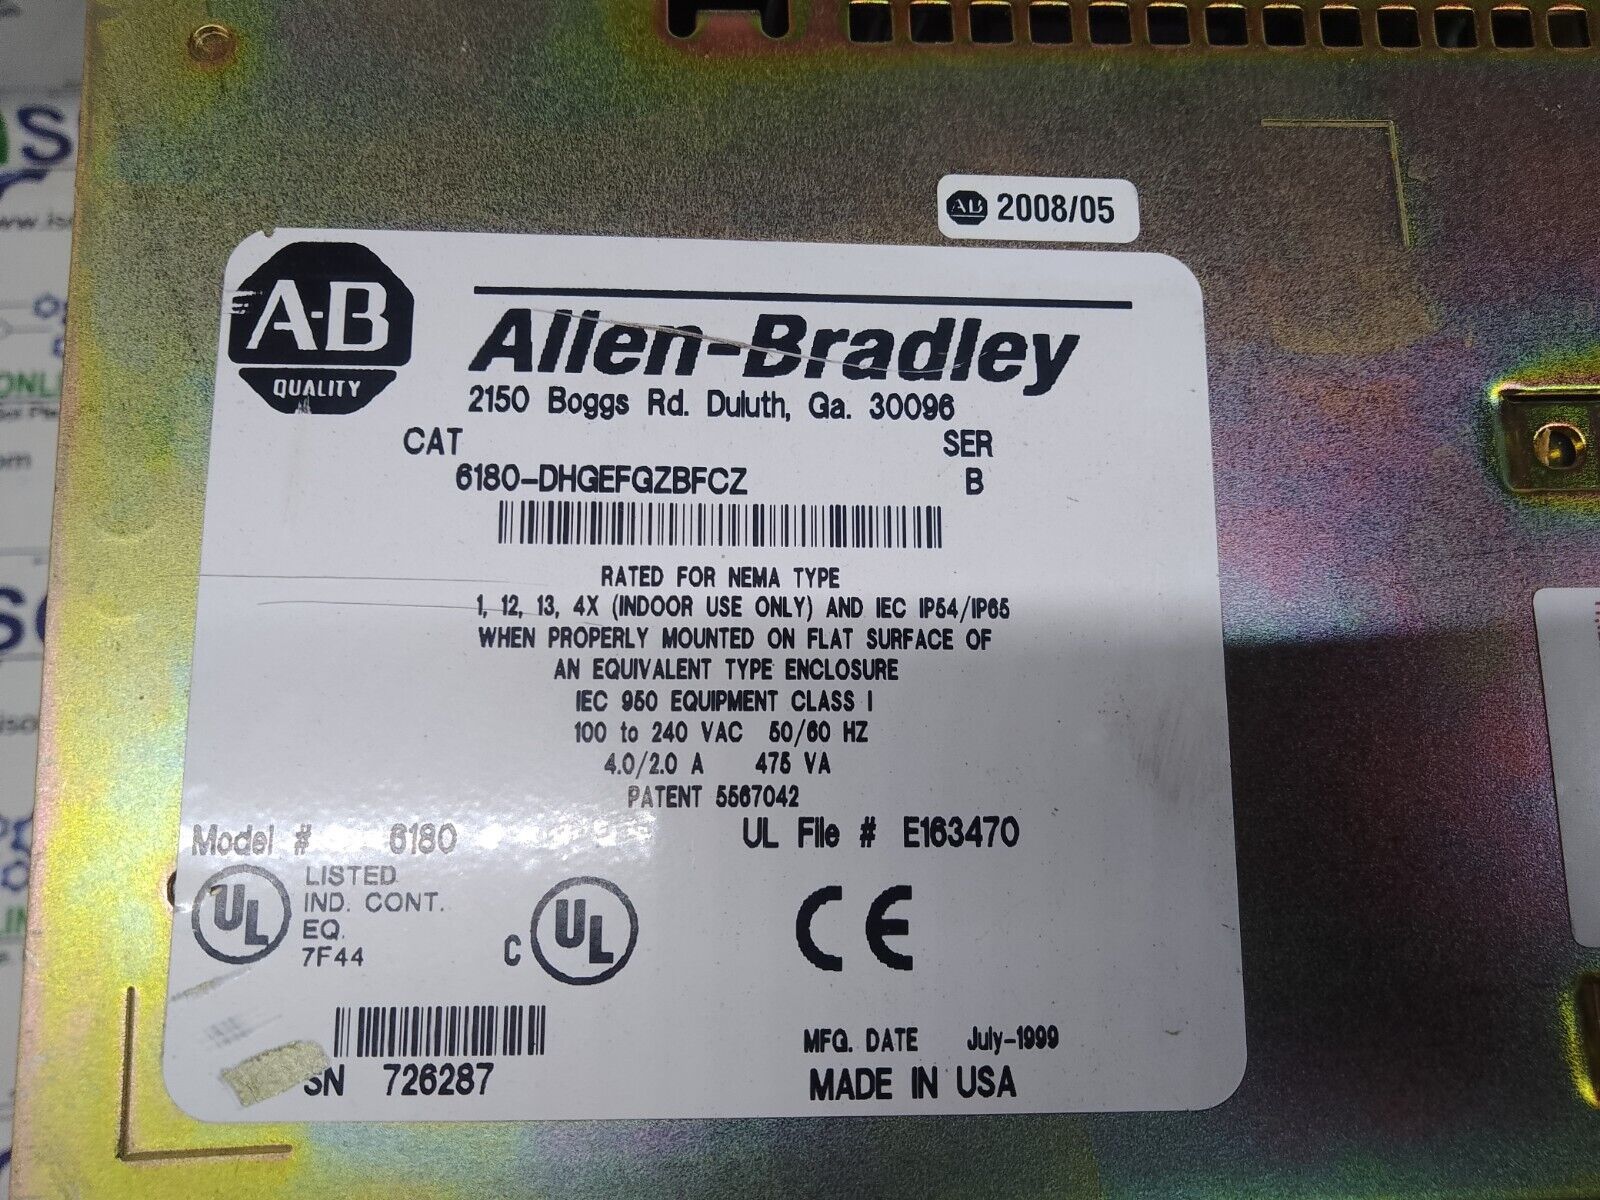 2008/05
A-B
QUALITY
Allen-Bradley
2150 Boggs Rd. Duluth, Ga. 30096
CAT SER
6180-DHGEFGZBFCZ B
RATED FOR NEMA TYPE
1, 12, 13, 4X (INDOOR USE ONLY) AND IEC IP54/IP65
WHEN PROPERLY MOUNTED ON FLAT SURFACE OF
AN EQUIVALENT TYPE ENCLOSURE
IEC 950 EQUIPMENT CLASS I
100 to 240 VAC 50/60 HZ
4.0/2.0 A 475 VA
PATENT 5567042
Model # 6180 UL File # E163470
UL LISTED
IND. CONT.
EQ.
7F44
C UL
CE
SN 726287
MFG. DATE July-1999
MADE IN USA